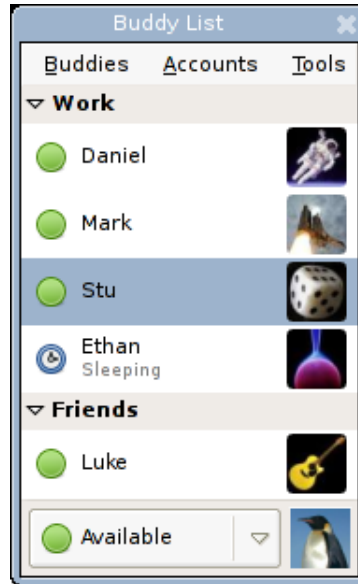 Buddy List
Buddies Accounts Tools
Work
Daniel
Mark
Stu
Ethan
Sleeping
Friends
Luke
Available